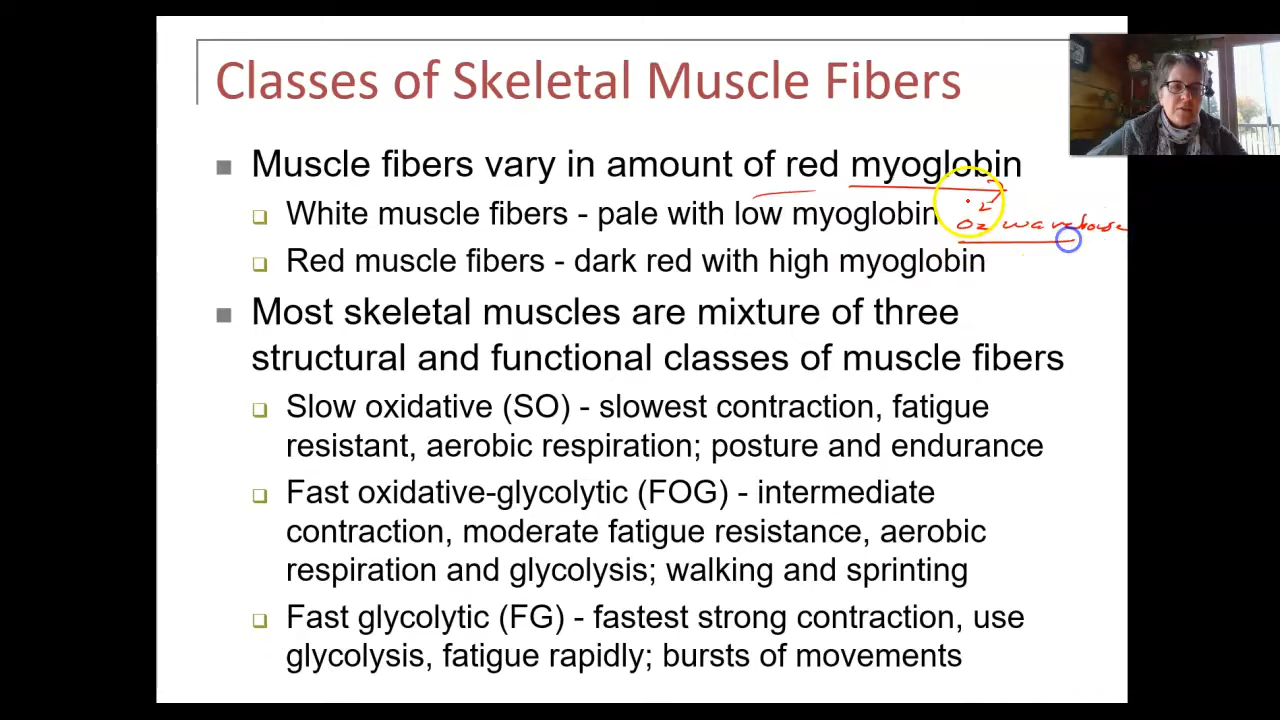 Classes of Skeletal Muscle Fibers
■ Muscle fibers vary in amount of red myoglobin
❑ White muscle fibers - pale with low myoglobin
O2 warehouse
❑ Red muscle fibers - dark red with high myoglobin
■ Most skeletal muscles are mixture of three
structural and functional classes of muscle fibers
❑ Slow oxidative (SO) - slowest contraction, fatigue
resistant, aerobic respiration; posture and endurance
❑ Fast oxidative-glycolytic (FOG) - intermediate
contraction, moderate fatigue resistance, aerobic
respiration and glycolysis; walking and sprinting
❑ Fast glycolytic (FG) - fastest strong contraction, use
glycolysis, fatigue rapidly; bursts of movements